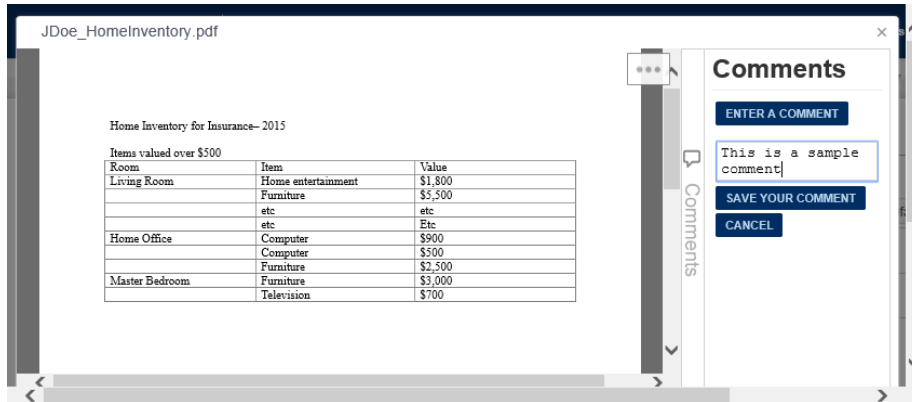 JDoe_HomeInventory.pdf
Home Inventory for Insurance– 2015
Items valued over $500
Room Item Value
Living Room Home entertainment $1,800
Furniture $5,500
etc etc
etc Etc
Home Office Computer $900
Computer $500
Furniture $2,500
Master Bedroom Furniture $3,000
Television $700
Comments
Comments
ENTER A COMMENT
This is a sample
comment
SAVE YOUR COMMENT
CANCEL